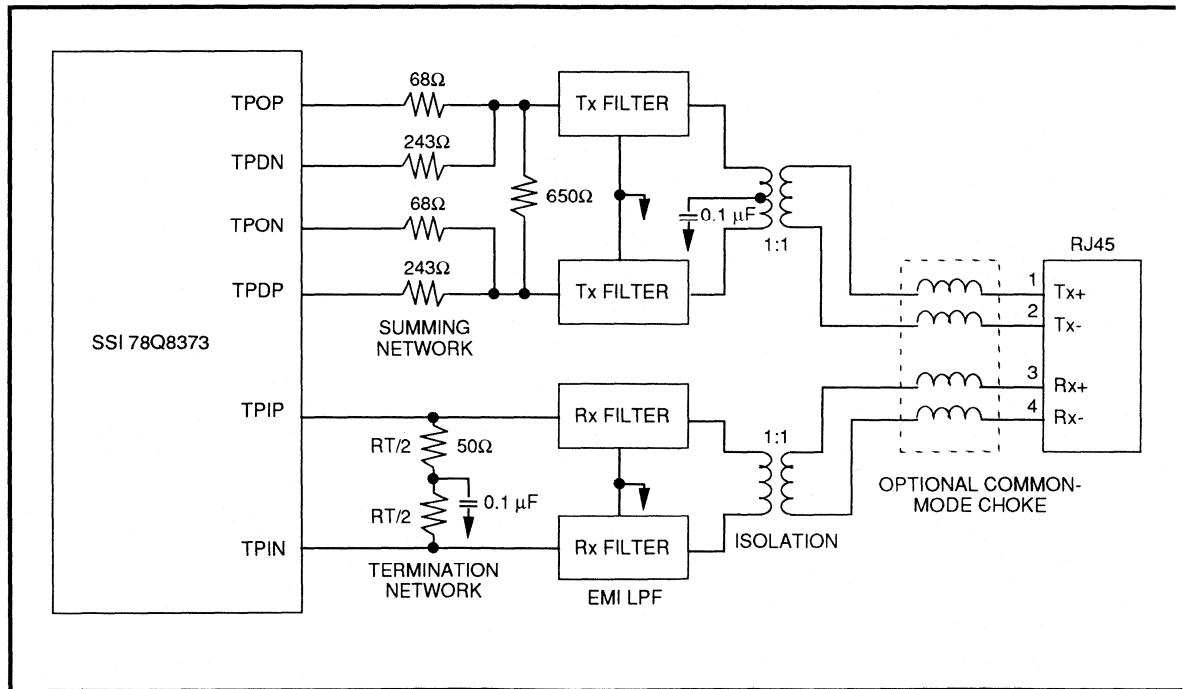 68Ω
TPOP
Tx FILTER
243Ω
TPDN
650Ω
68Ω
TPON
0.1 µF
1:1
RJ45
243Ω
TPDP
Tx FILTER
1
Tx+
SUMMING
NETWORK
2
Tx-
SSI 78Q8373
3
Rx+
TPIP
Rx FILTER
4
Rx-
RT/2
50Ω
1:1
OPTIONAL COMMON-
MODE CHOKE
RT/2
0.1 µF
TPIN
Rx FILTER
ISOLATION
TERMINATION
NETWORK
EMI LPF